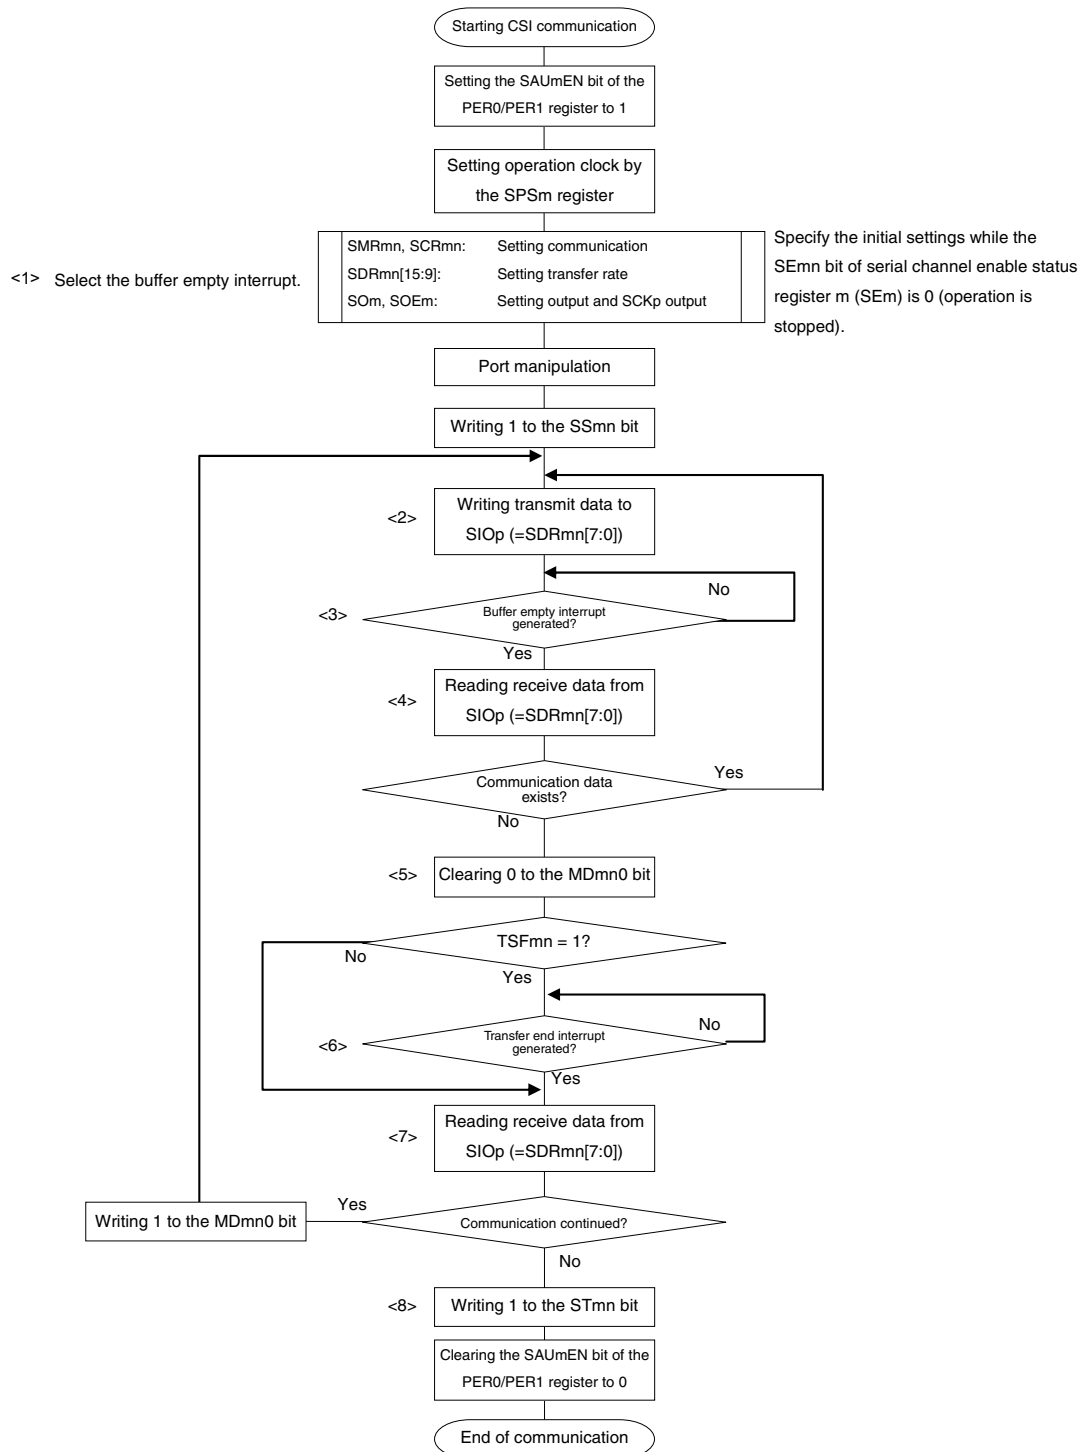 Starting CSI communication
Setting the SAUmEN bit of the
PER0/PER1 register to 1
Setting operation clock by
the SPSm register
<1> Select the buffer empty interrupt.
SMRmn, SCRmn: Setting communication
SDRmn[15:9]: Setting transfer rate
SOm, SOEm: Setting output and SCKp output
Specify the initial settings while the
SEmn bit of serial channel enable status
register m (SEm) is 0 (operation is
stopped).
Port manipulation
Writing 1 to the SSmn bit
<2>
Writing transmit data to
SIOp (=SDRmn[7:0])
No
<3>
Buffer empty interrupt
generated?
Yes
<4>
Reading receive data from
SIOp (=SDRmn[7:0])
Communication data
exists?
Yes
No
<5>
Clearing 0 to the MDmn0 bit
TSFmn = 1?
No
Yes
<6>
Transfer end interrupt
generated?
No
Yes
<7>
Reading receive data from
SIOp (=SDRmn[7:0])
Writing 1 to the MDmn0 bit
Yes
Communication continued?
No
<8>
Writing 1 to the STmn bit
Clearing the SAUmEN bit of the
PER0/PER1 register to 0
End of communication